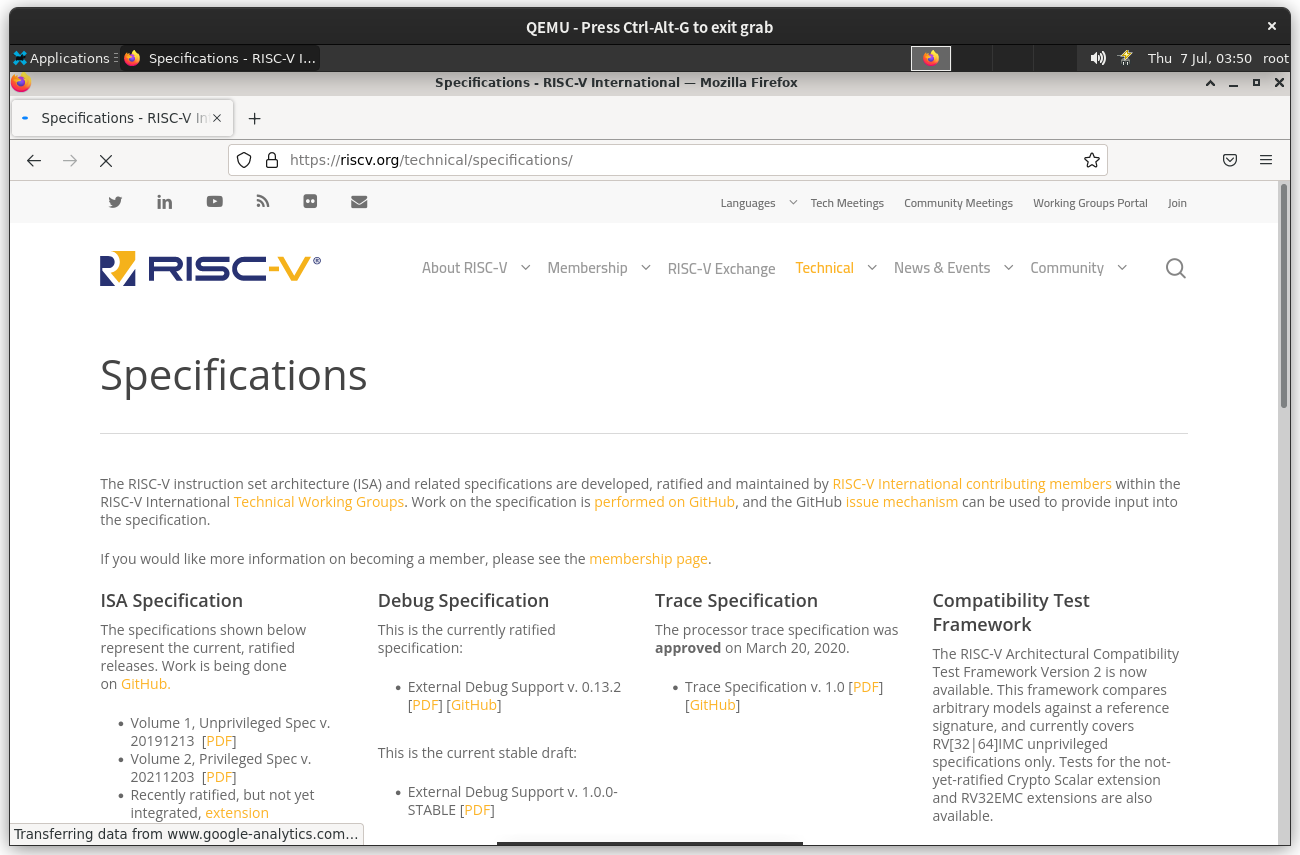 QEMU - Press Ctrl-Alt-G to exit grab
Applications
Specifications - RISC-V I...
Thu 7 Jul, 03:50 root
Specifications - RISC-V International — Mozilla Firefox
Specifications - RISC-V In
https://riscv.org/technical/specifications/
Languages Tech Meetings Community Meetings Working Groups Portal Join
RISC-V®
About RISC-V Membership RISC-V Exchange Technical News & Events Community
Specifications
The RISC-V instruction set architecture (ISA) and related specifications are developed, ratified and maintained by RISC-V International contributing members within the
RISC-V International Technical Working Groups. Work on the specification is performed on GitHub, and the GitHub issue mechanism can be used to provide input into
the specification.
If you would like more information on becoming a member, please see the membership page.
ISA Specification
The specifications shown below
represent the current, ratified
releases. Work is being done
on GitHub.
• Volume 1, Unprivileged Spec v.
20191213 [PDF]
• Volume 2, Privileged Spec v.
20211203 [PDF]
• Recently ratified, but not yet
integrated, extension
Debug Specification
This is the currently ratified
specification:
• External Debug Support v. 0.13.2
[PDF] [GitHub]
This is the current stable draft:
• External Debug Support v. 1.0.0-
STABLE [PDF]
Trace Specification
The processor trace specification was
approved on March 20, 2020.
• Trace Specification v. 1.0 [PDF]
[GitHub]
Compatibility Test
Framework
The RISC-V Architectural Compatibility
Test Framework Version 2 is now
available. This framework compares
arbitrary models against a reference
signature, and currently covers
RV[32|64]IMC unprivileged
specifications only. Tests for the not-
yet-ratified Crypto Scalar extension
and RV32EMC extensions are also
available.
Transferring data from www.google-analytics.com...